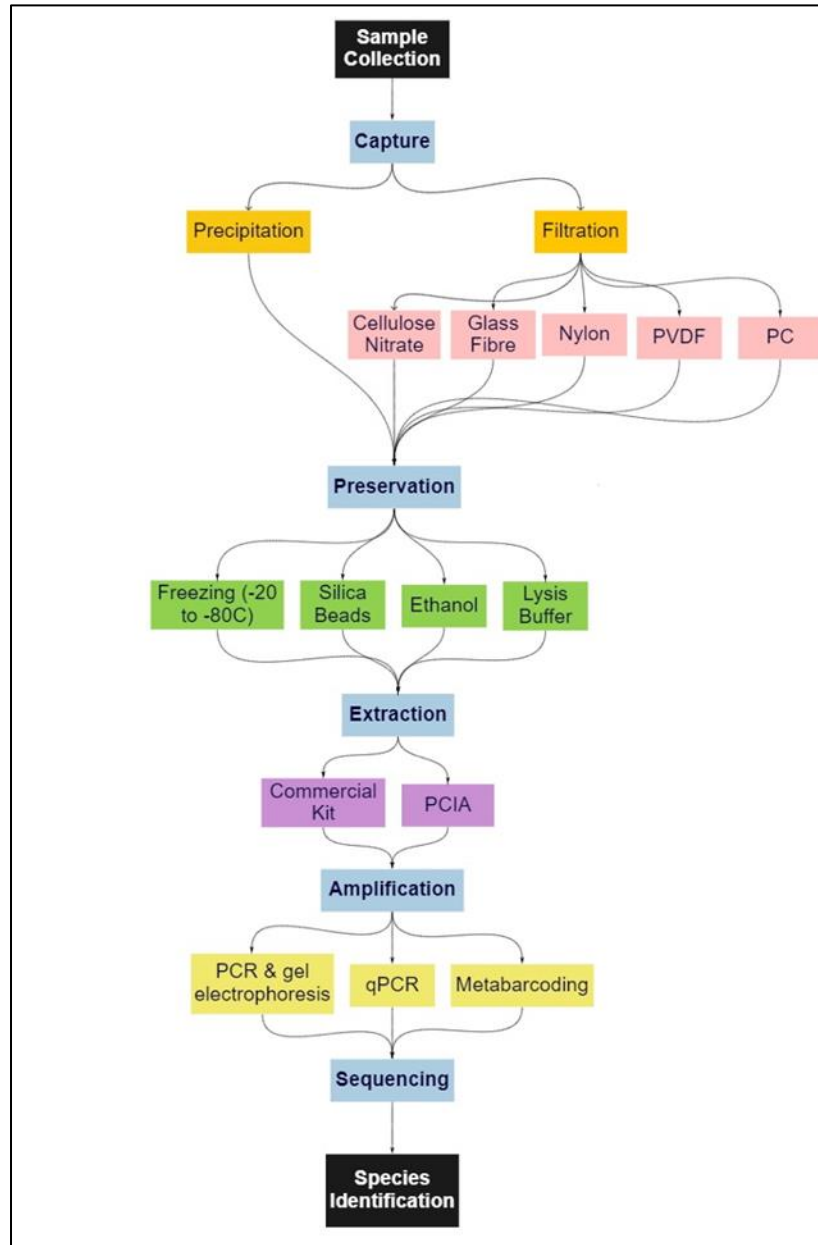 Sample
Collection
Capture
Precipitation
Filtration
Cellulose
Nitrate
Glass
Fibre
Nylon
PVDF
PC
Preservation
Freezing (-20
to -80C)
Silica
Beads
Ethanol
Lysis
Buffer
Extraction
Commercial
Kit
PCIA
Amplification
PCR & gel
electrophoresis
qPCR
Metabarcoding
Sequencing
Species
Identification